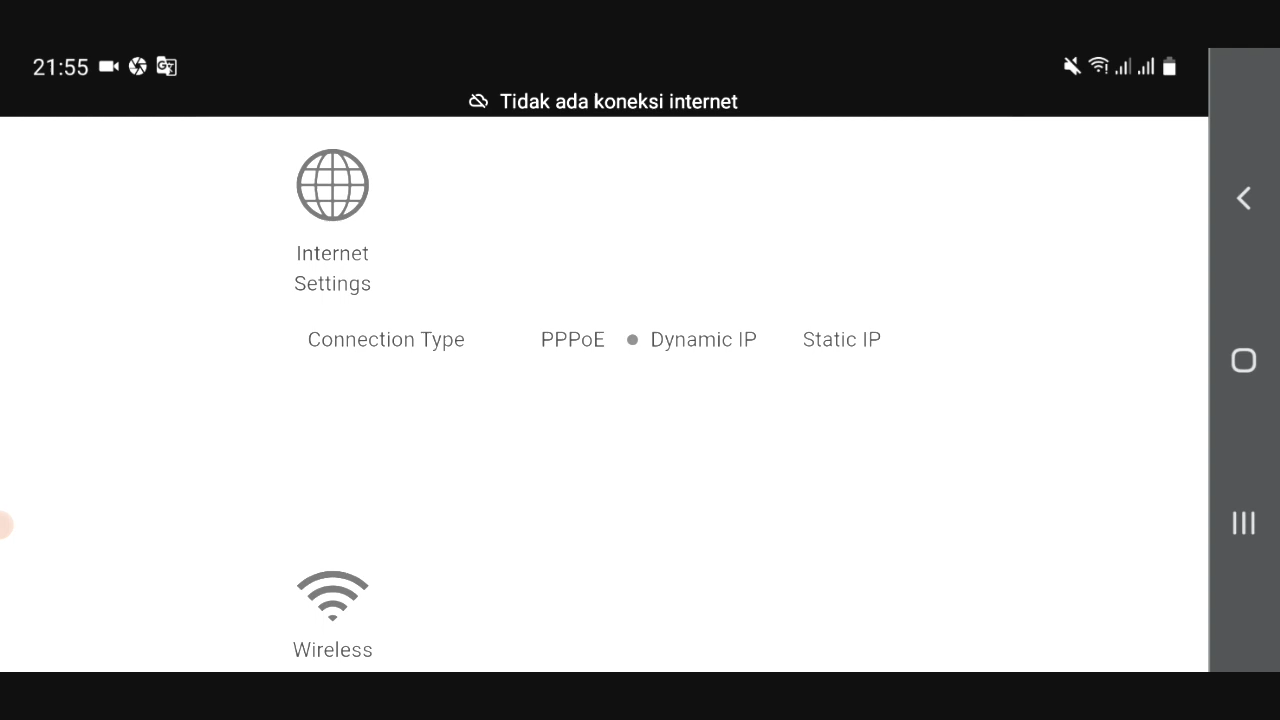 21:55
Tidak ada koneksi internet
Internet
Settings
Connection Type PPPoE Dynamic IP Static IP
Wireless